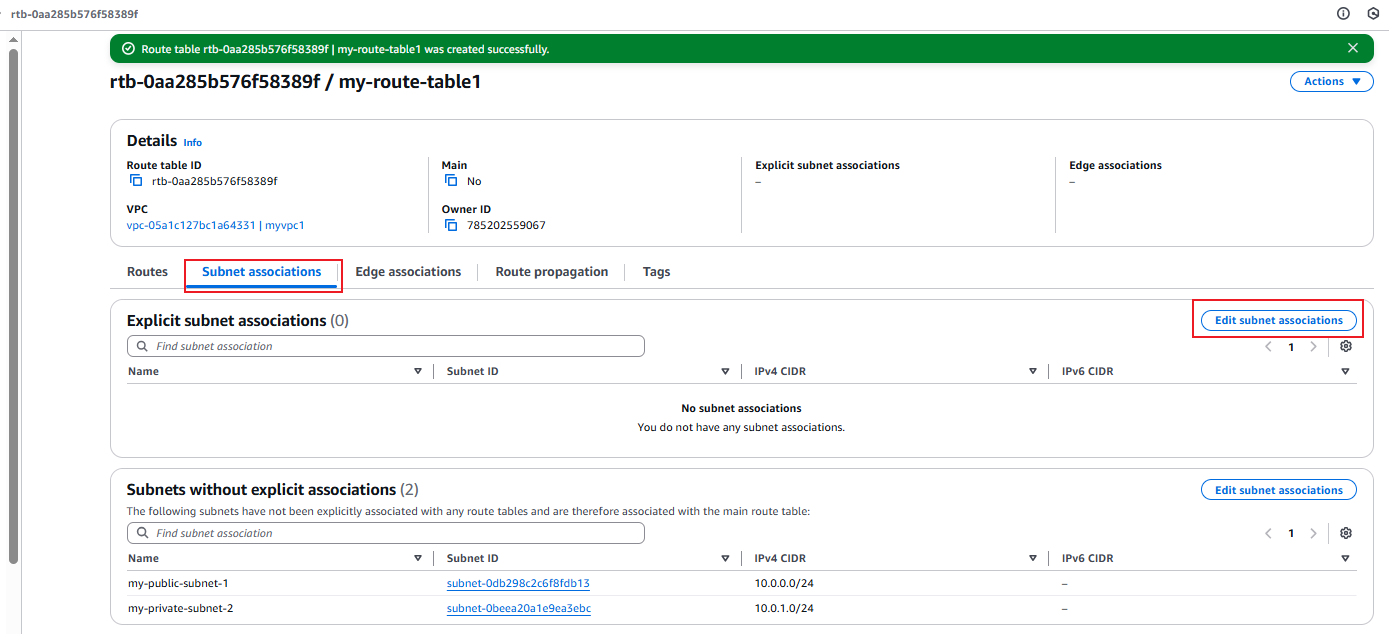 rtb-0aa285b576f58389f
Route table rtb-0aa285b576f58389f | my-route-table1 was created successfully.
rtb-0aa285b576f58389f / my-route-table1
Actions
Details Info
Route table ID
rtb-0aa285b576f58389f
Main
No
Explicit subnet associations
–
Edge associations
–
VPC
vpc-05a1c127bc1a64331 | myvpc1
Owner ID
785202559067
Routes Subnet associations Edge associations Route propagation Tags
Explicit subnet associations (0)
Edit subnet associations
Find subnet association
1
Name Subnet ID IPv4 CIDR IPv6 CIDR
No subnet associations
You do not have any subnet associations.
Subnets without explicit associations (2)
Edit subnet associations
The following subnets have not been explicitly associated with any route tables and are therefore associated with the main route table:
Find subnet association
1
Name Subnet ID IPv4 CIDR IPv6 CIDR
my-public-subnet-1 subnet-0db298c2c6f8fdb13 10.0.0.0/24 –
my-private-subnet-2 subnet-0beea20a1e9ea3ebc 10.0.1.0/24 –